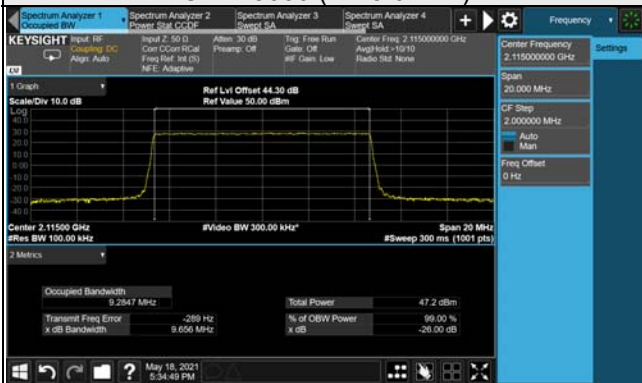 Spectrum Analyzer 1
Occupied BW
Spectrum Analyzer 2
Power Stat CCDF
Spectrum Analyzer 3
Swept SA
Spectrum Analyzer 4
Swept SA
Frequency
KEYSIGHT
Input: RF
Coupling: DC
Align: Auto
Input Z: 50 Ω
Corr CCorr RCal
Freq Ref: Int (S)
NFE: Adaptive
Atten: 30 dB
Preamp: Off
Trig: Free Run
Gate: Off
#IF Gain: Low
Center Freq: 2.115000000 GHz
Avg|Hold:>10/10
Radio Std: None
Center Frequency
2.115000000 GHz
Settings
Span
20.000 MHz
CF Step
2.000000 MHz
Auto
Man
Freq Offset
0 Hz
1 Graph
Scale/Div 10.0 dB
Ref Lvl Offset 44.30 dB
Ref Value 50.00 dBm
Log
40.0
30.0
20.0
10.0
0.00
-10.0
-20.0
-30.0
-40.0
Center 2.11500 GHz
#Res BW 100.00 kHz
#Video BW 300.00 kHz*
Span 20 MHz
#Sweep 300 ms (1001 pts)
2 Metrics
Occupied Bandwidth
9.2847 MHz
Total Power
47.2 dBm
Transmit Freq Error
-289 Hz
% of OBW Power
99.00 %
x dB Bandwidth
9.656 MHz
x dB
-26.00 dB
May 18, 2021
5:34:49 PM